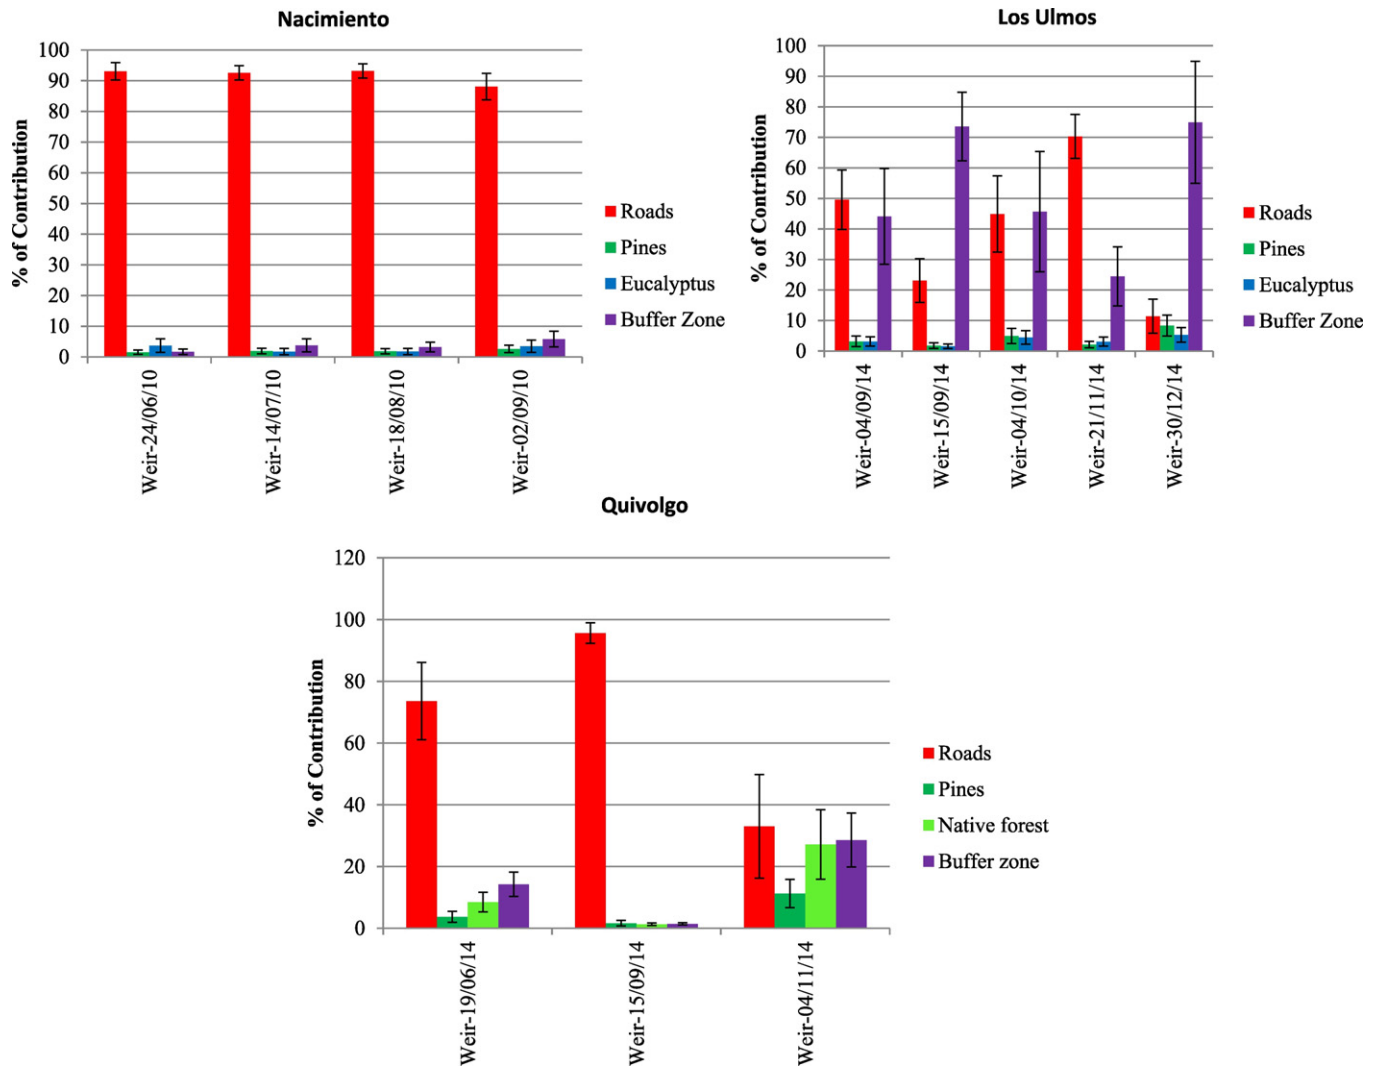 Nacimiento
100
90
80
70
60
50
40
30
20
10
0
% of Contribution
Weir-24/06/10
Weir-14/07/10
Weir-18/08/10
Weir-02/09/10
Roads
Pines
Eucalyptus
Buffer Zone
Los Ulmos
100
90
80
70
60
50
40
30
20
10
0
% of Contribution
Weir-04/09/14
Weir-15/09/14
Weir-04/10/14
Weir-21/11/14
Weir-30/12/14
Roads
Pines
Eucalyptus
Buffer Zone
Quivolgo
120
100
80
60
40
20
0
% of Contribution
Weir-19/06/14
Weir-15/09/14
Weir-04/11/14
Roads
Pines
Native forest
Buffer zone